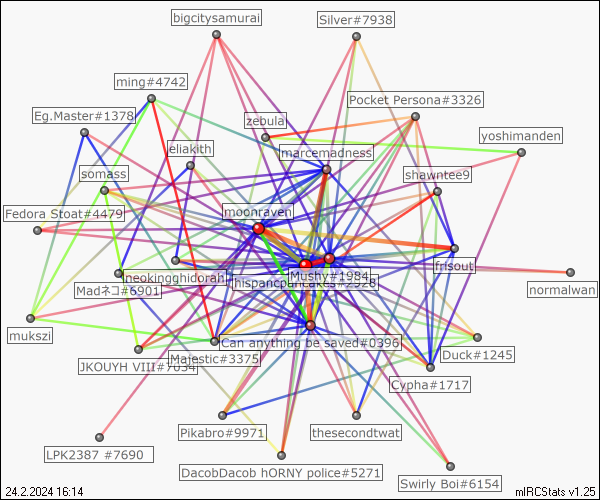 bigcitysamurai
Silver#7938
ming#4742
Pocket Persona#3326
Eg.Master#1378
zebula
yoshimanden
eliakith
marcemadness
somass
shawntee9
Fedora Stoat#4479
moonraven
frisout
neokingghidorah
Mushy#1984
Madネコ#6901
normalwan
mukszi
Can anything be saved#0396
Majestic#3375
Duck#1245
JKOUYH VIII#7034
Cypha#1717
Pikabro#9971
thesecondtwat
LPK2387 #7690
DacobDacob hORNY police#5271
Swirly Boi#6154
24.2.2024 16:14
mIRCStats v1.25